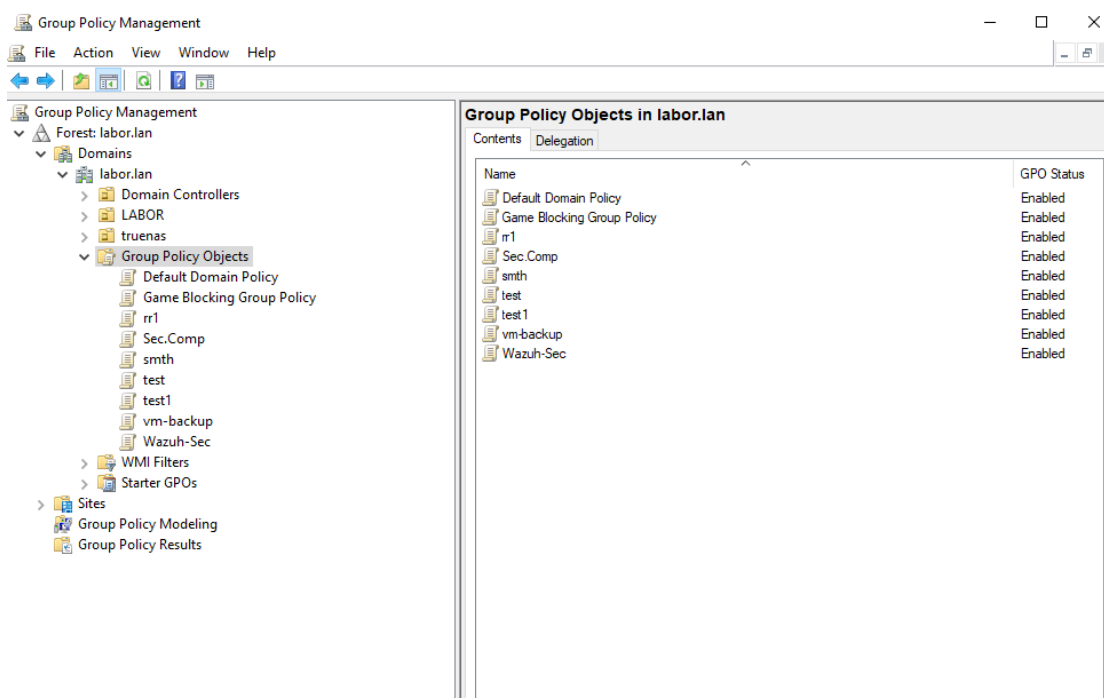 Group Policy Management
File Action View Window Help
Group Policy Management
Forest: labor.lan
Domains
labor.lan
Domain Controllers
LABOR
truenas
Group Policy Objects
Default Domain Policy
Game Blocking Group Policy
rr1
Sec.Comp
smth
test
test1
vm-backup
Wazuh-Sec
WMI Filters
Starter GPOs
Sites
Group Policy Modeling
Group Policy Results
Group Policy Objects in labor.lan
Contents Delegation
Name GPO Status
Default Domain Policy Enabled
Game Blocking Group Policy Enabled
rr1 Enabled
Sec.Comp Enabled
smth Enabled
test Enabled
test1 Enabled
vm-backup Enabled
Wazuh-Sec Enabled